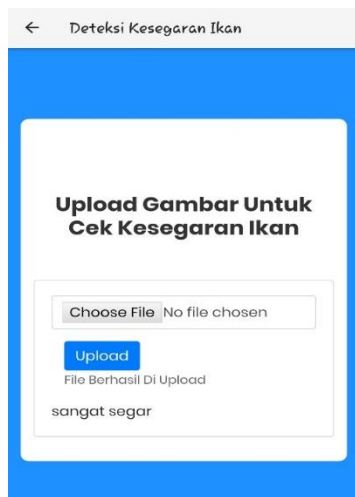 Deteksi Kesegaran Ikan
Upload Gambar Untuk
Cek Kesegaran Ikan
Choose File No file chosen
Upload
File Berhasil Di Upload
sangat segar